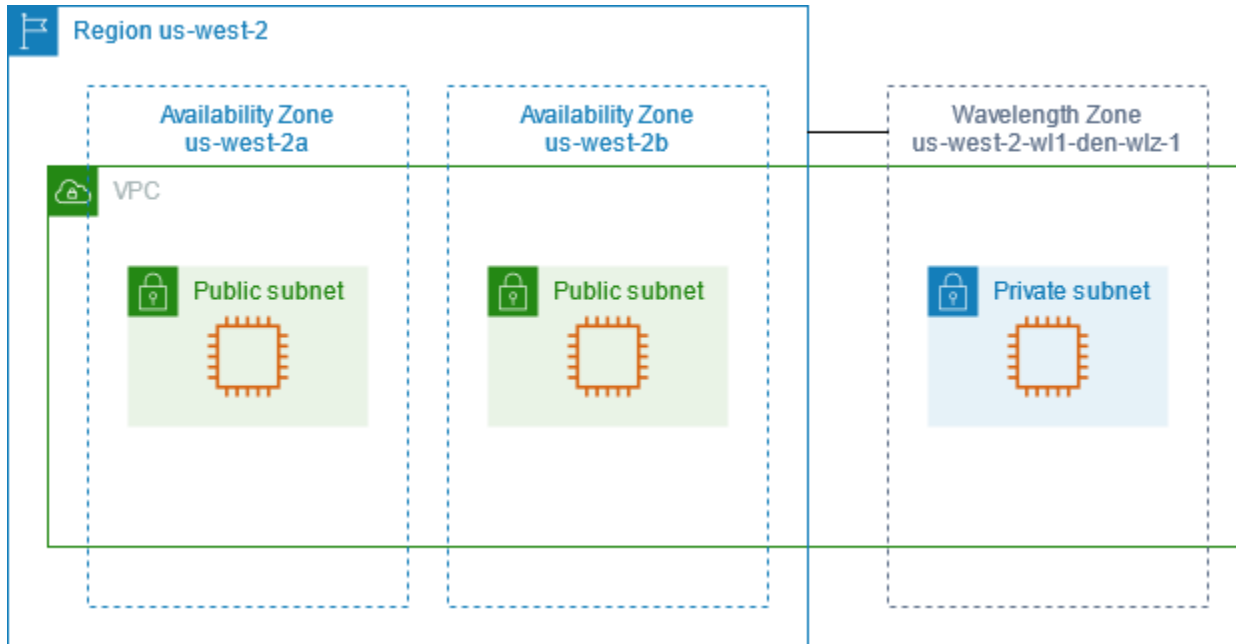 Region us-west-2
Availability Zone
us-west-2a
Availability Zone
us-west-2b
Wavelength Zone
us-west-2-wl1-den-wlz-1
VPC
Public subnet
Public subnet
Private subnet